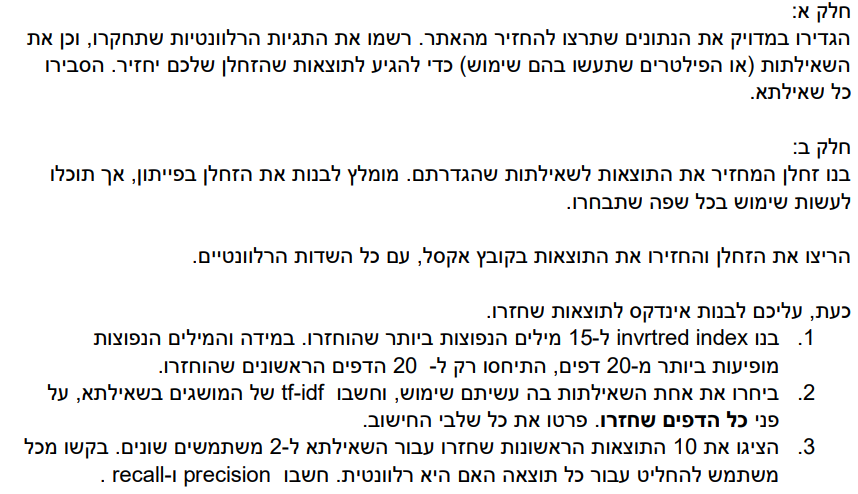 חלק א:
הגדירו במדויק את הנתונים שתרצו להחזיר מהאתר. רשמו את התגיות הרלוונטיות שתחקרו, וכן את
השאילתות (או הפילטרים שתעשו בהם שימוש) כדי להגיע לתוצאות שהזחלן שלכם יחזיר. הסבירו
כל שאילתא.
חלק ב:
בנו זחלן המחזיר את התוצאות לשאילתות שהגדרתם. מומלץ לבנות את הזחלן בפייתון, אך תוכלו
לעשות שימוש בכל שפה שתבחרו.
הריצו את הזחלן והחזירו את התוצאות בקובץ אקסל, עם כל השדות הרלוונטיים.
כעת, עליכם לבנות אינדקס לתוצאות שחזרו.
1. בנו invrtred index ל-15 מילים הנפוצות ביותר שהוחזרו. במידה והמילים הנפוצות
מופיעות ביותר מ-20 דפים, התיחסו רק ל- 20 הדפים הראשונים שהוחזרו.
2. ביחרו את אחת השאילתות בה עשיתם שימוש, וחשבו tf-idf של המושגים בשאילתא, על
פני כל הדפים שחזרו. פרטו את כל שלבי החישוב.
3. הציגו את 10 התוצאות הראשונות שחזרו עבור השאילתא ל-2 משתמשים שונים. בקשו מכל
משתמש להחליט עבור כל תוצאה האם היא רלוונטית. חשבו precision ו-recall .